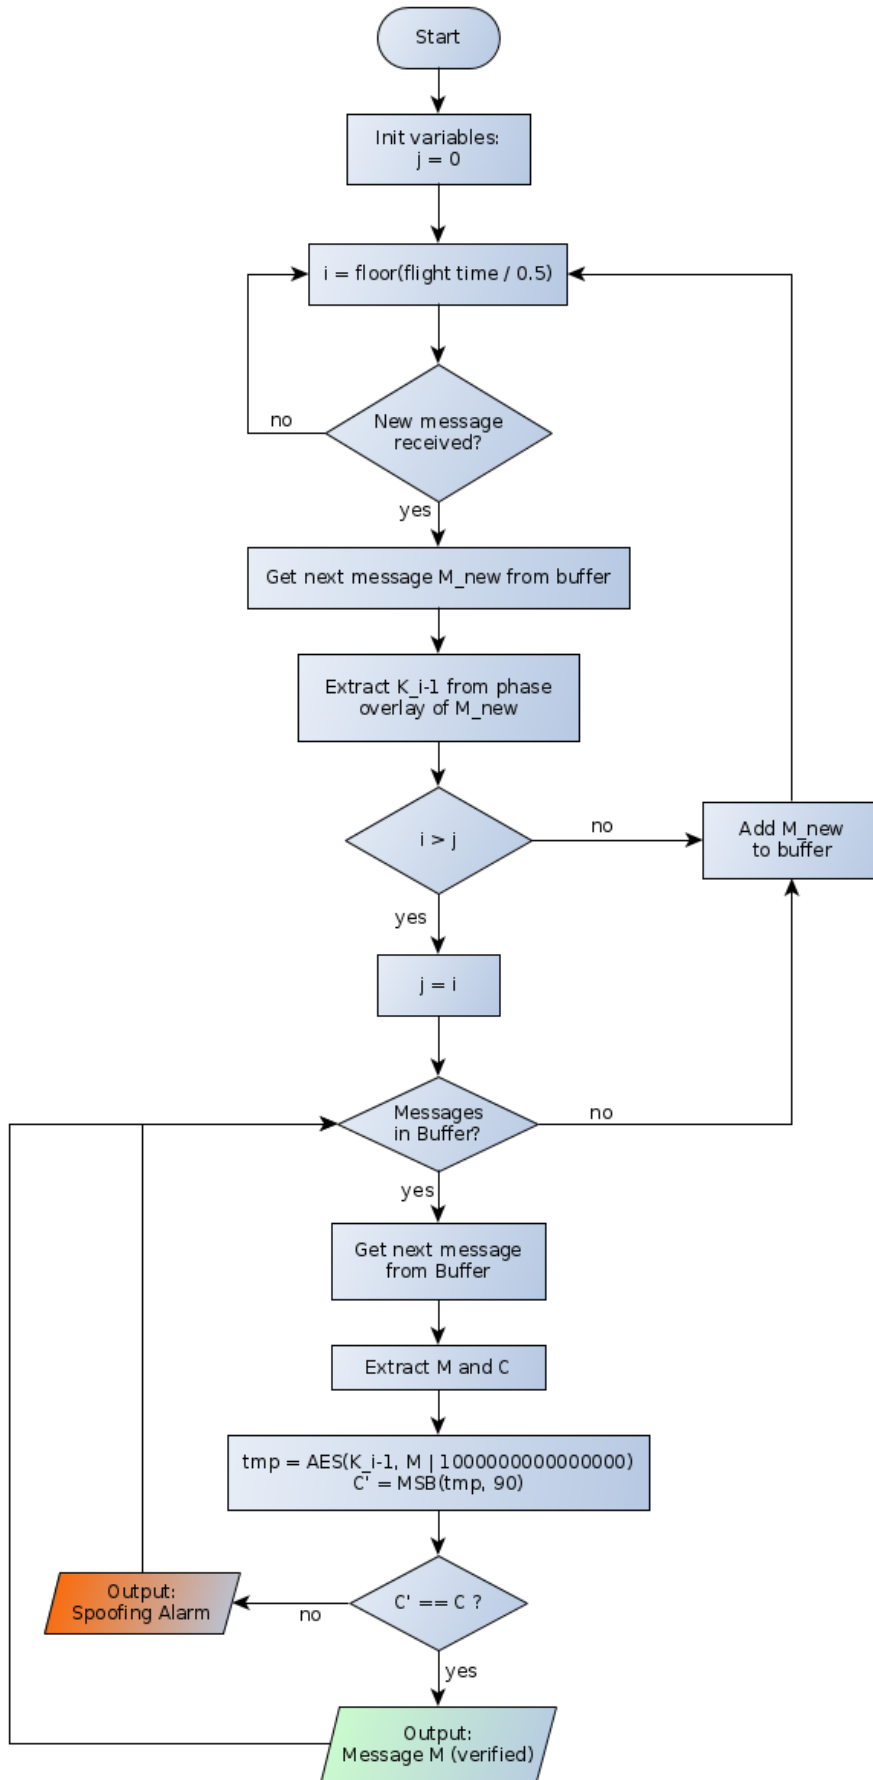 Start
Init variables:
j = 0
i = floor(flight time / 0.5)
New message
received?
no
yes
Get next message M_new from buffer
Extract K_i-1 from phase
overlay of M_new
i > j
no
Add M_new
to buffer
yes
j = i
Messages
in Buffer?
no
yes
Get next message
from Buffer
Extract M and C
tmp = AES(K_i-1, M | 1000000000000000)
C' = MSB(tmp, 90)
C' == C ?
no
Output:
Spoofing Alarm
yes
Output:
Message M (verified)